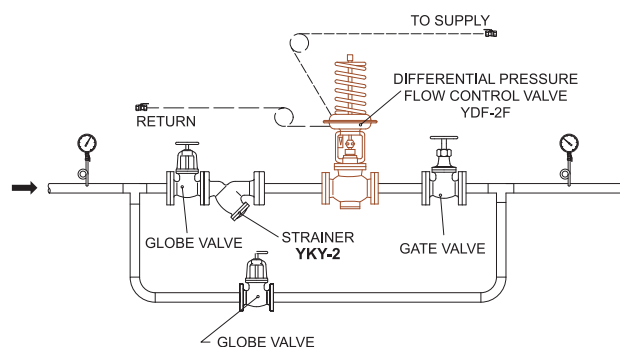 TO SUPPLY
DIFFERENTIAL PRESSURE
FLOW CONTROL VALVE
YDF-2F
RETURN
GLOBE VALVE
STRAINER
YKY-2
GATE VALVE
GLOBE VALVE